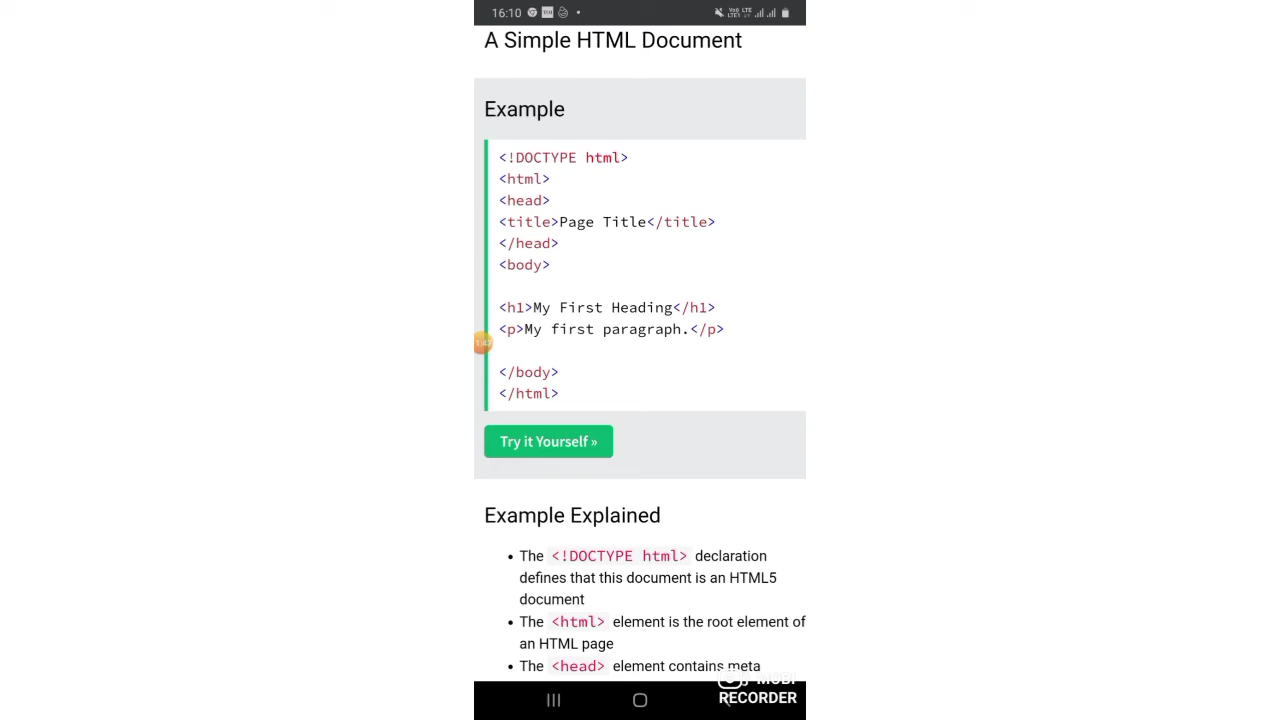 16:10
A Simple HTML Document
Example
<!DOCTYPE html>
<html>
<head>
<title>Page Title</title>
</head>
<body>
<h1>My First Heading</h1>
<p>My first paragraph.</p>
1:47
</body>
</html>
Try it Yourself »
Example Explained
• The <!DOCTYPE html> declaration
defines that this document is an HTML5
document
• The <html> element is the root element of
an HTML page
• The <head> element contains meta
MOBI
RECORDER